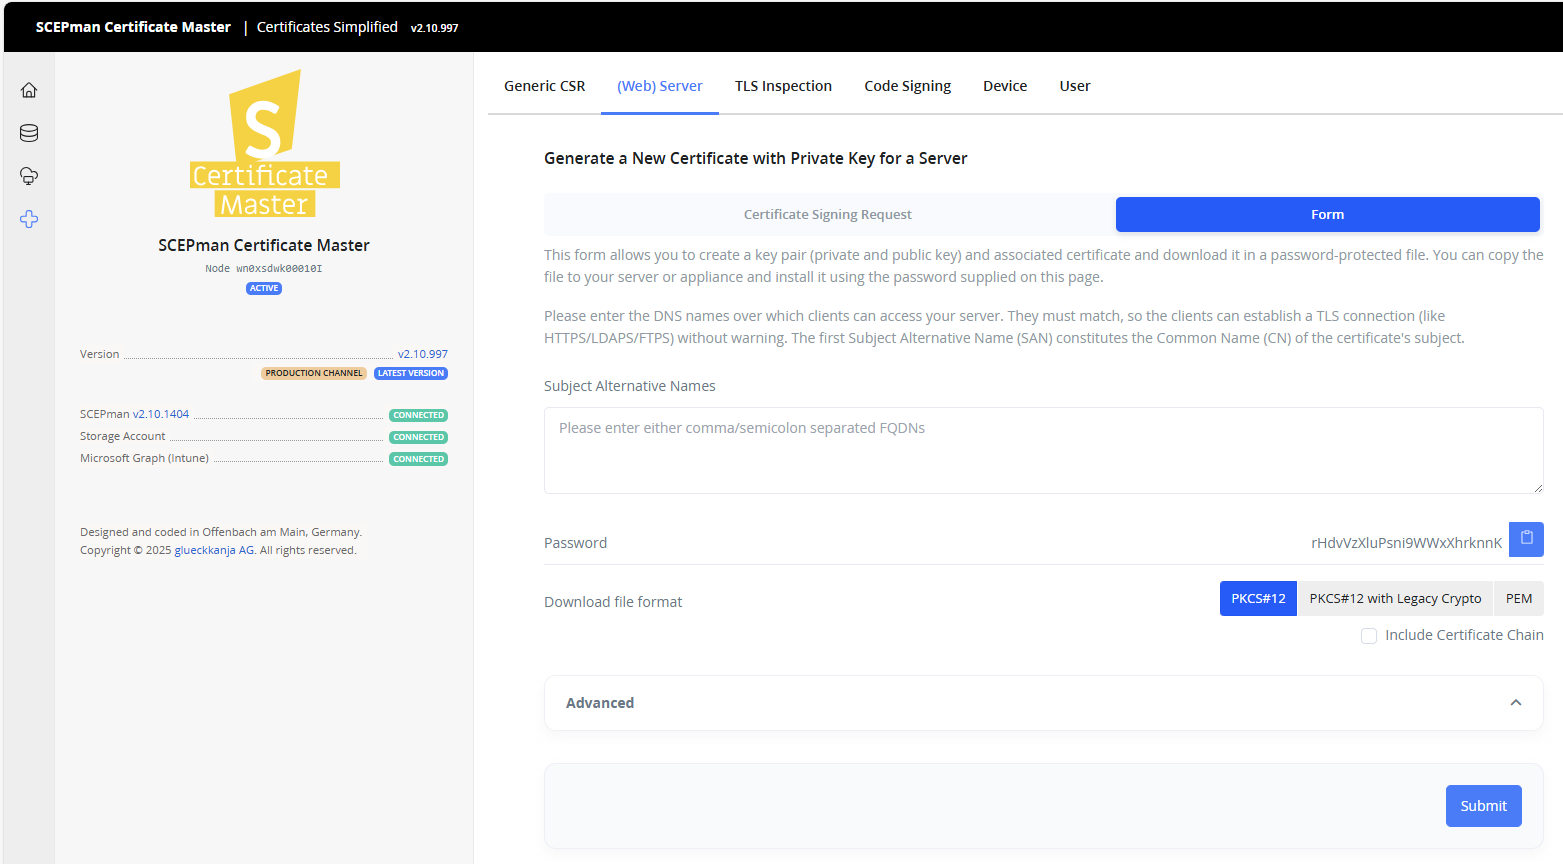 SCEPman Certificate Master | Certificates Simplified v2.10.997
S
Certificate
Master
SCEPman Certificate Master
Node wn0xsdwk00010I
ACTIVE
Version v2.10.997
PRODUCTION CHANNEL LATEST VERSION
SCEPman v2.10.1404 CONNECTED
Storage Account CONNECTED
Microsoft Graph (Intune) CONNECTED
Designed and coded in Offenbach am Main, Germany.
Copyright © 2025 glueckkanja AG. All rights reserved.
Generic CSR (Web) Server TLS Inspection Code Signing Device User
Generate a New Certificate with Private Key for a Server
Certificate Signing Request Form
This form allows you to create a key pair (private and public key) and associated certificate and download it in a password-protected file. You can copy the
file to your server or appliance and install it using the password supplied on this page.
Please enter the DNS names over which clients can access your server. They must match, so the clients can establish a TLS connection (like
HTTPS/LDAPS/FTPS) without warning. The first Subject Alternative Name (SAN) constitutes the Common Name (CN) of the certificate's subject.
Subject Alternative Names
Please enter either comma/semicolon separated FQDNs
Password rHdvVzXluPsni9WWxXhrknnK
Download file format PKCS#12 PKCS#12 with Legacy Crypto PEM
Include Certificate Chain
Advanced
Submit